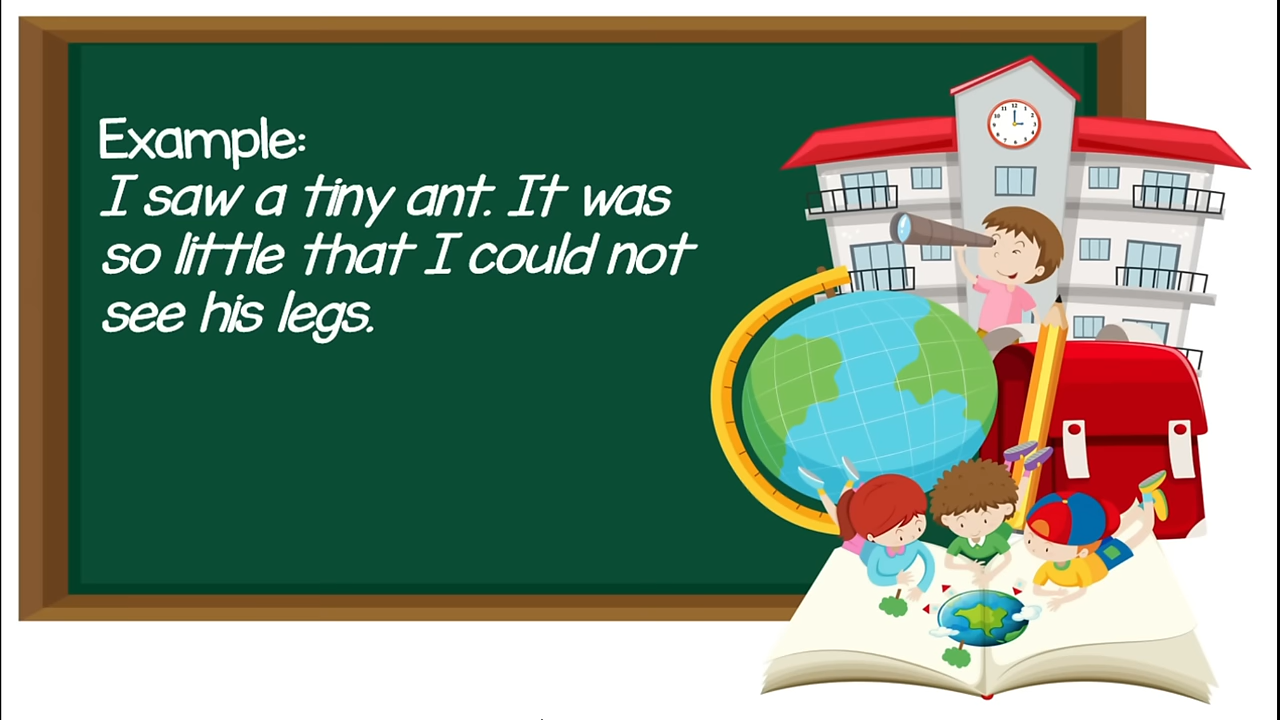 Example:
I saw a tiny ant. It was
so little that I could not
see his legs.